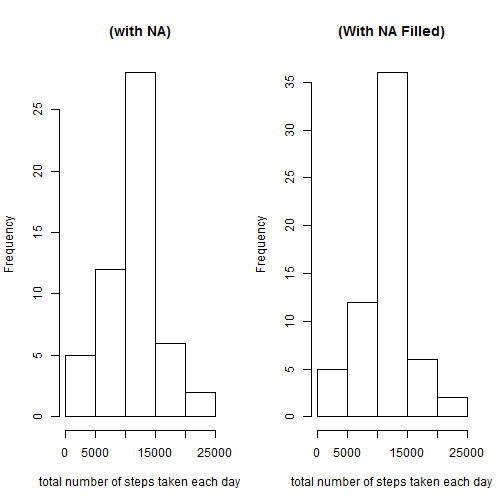 (with NA)
Frequency
25
20
15
10
5
0
0 5000 15000 25000
total number of steps taken each day
(With NA Filled)
Frequency
35
30
25
20
15
10
5
0
0 5000 15000 25000
total number of steps taken each day